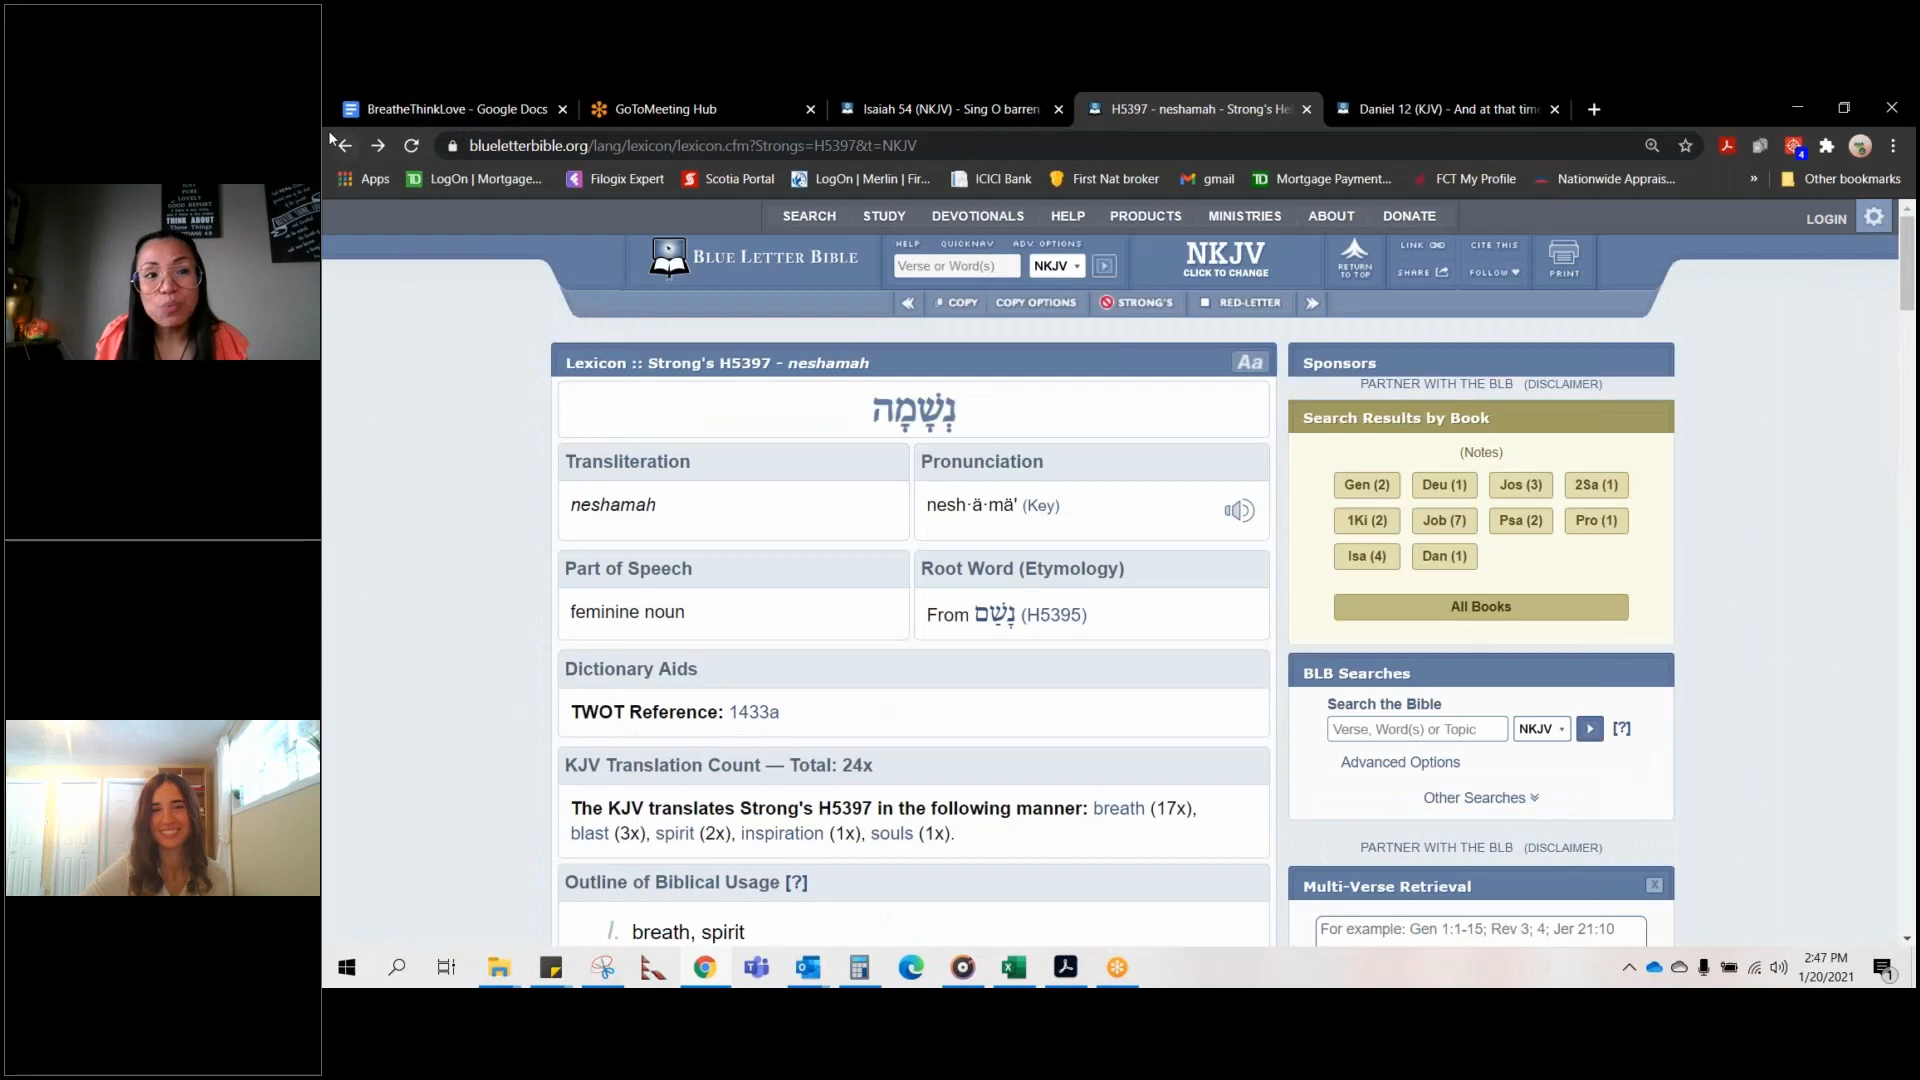 BreatheThinkLove - Google Docs
GoToMeeting Hub
Isaiah 54 (NKJV) - Sing O barren
H5397 - neshamah - Strong's He
Daniel 12 (KJV) - And at that tim
blueletterbible.org/lang/lexicon/lexicon.cfm?Strongs=H5397&t=NKJV
4
Apps
LogOn | Mortgage...
Filogix Expert
Scotia Portal
LogOn | Merlin | Fir...
ICICI Bank
First Nat broker
gmail
Mortgage Payment...
FCT My Profile
Nationwide Apprais...
»
Other bookmarks
SEARCH STUDY DEVOTIONALS HELP PRODUCTS MINISTRIES ABOUT DONATE
LOGIN
BLUE LETTER BIBLE
HELP QUICKNAV ADV. OPTIONS
Verse or Word(s)
NKJV
NKJV
CLICK TO CHANGE
RETURN
TO TOP
LINK
CITE THIS
SHARE
FOLLOW
PRINT
COPY
COPY OPTIONS
STRONG'S
RED-LETTER
Lexicon :: Strong's H5397 - neshamah
Aa
נְשָׁמָה
Transliteration
neshamah
Pronunciation
nesh·ä·mä' (Key)
Part of Speech
feminine noun
Root Word (Etymology)
From נָשַׁם (H5395)
Dictionary Aids
TWOT Reference: 1433a
KJV Translation Count — Total: 24x
The KJV translates Strong's H5397 in the following manner: breath (17x),
blast (3x), spirit (2x), inspiration (1x), souls (1x).
Outline of Biblical Usage [?]
I. breath, spirit
Sponsors
PARTNER WITH THE BLB (DISCLAIMER)
Search Results by Book
(Notes)
Gen (2) Deu (1) Jos (3) 2Sa (1)
1Ki (2) Job (7) Psa (2) Pro (1)
Isa (4) Dan (1)
All Books
BLB Searches
Search the Bible
Verse, Word(s) or Topic
NKJV
[?]
Advanced Options
Other Searches
PARTNER WITH THE BLB (DISCLAIMER)
Multi-Verse Retrieval
X
For example: Gen 1:1-15; Rev 3; 4; Jer 21:10
2:47 PM
1/20/2021
1
PURE
LOVELY
GOOD REPORT
THINK ABOUT
These Things